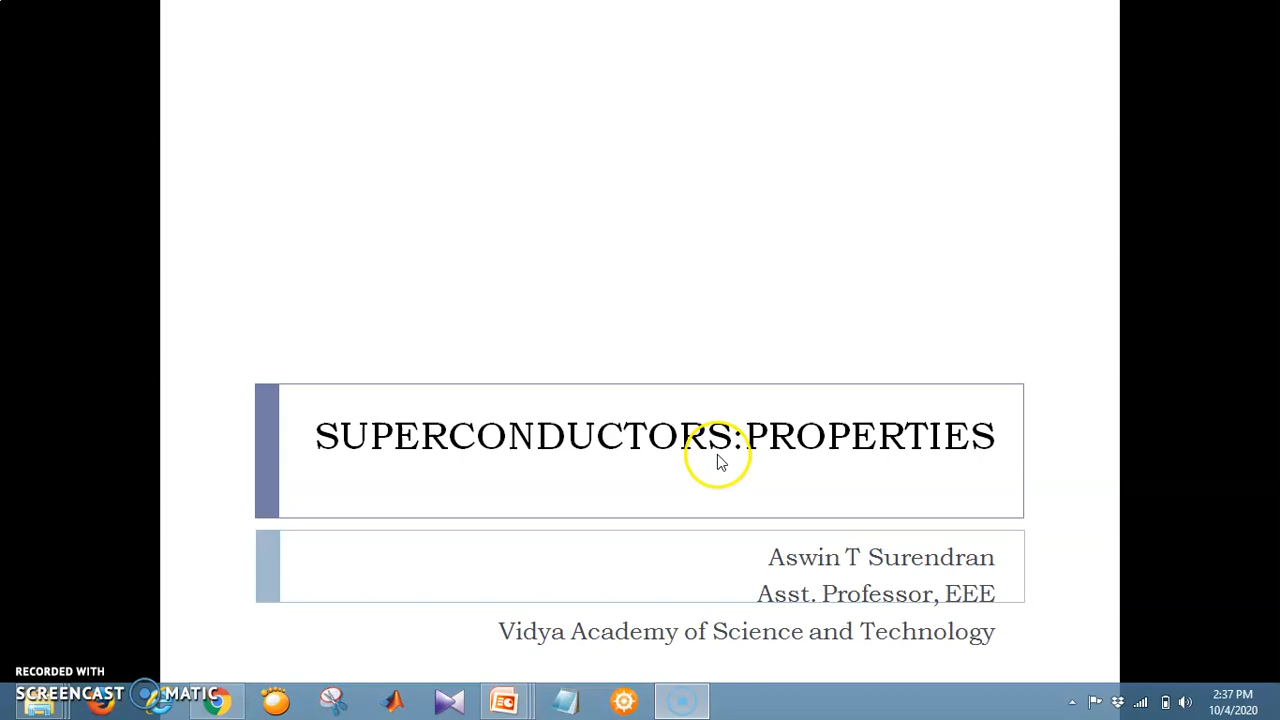 SUPERCONDUCTORS:PROPERTIES
Aswin T Surendran
Asst. Professor, EEE
Vidya Academy of Science and Technology
RECORDED WITH
SCREENCAST MATIC
2:37 PM
10/4/2020